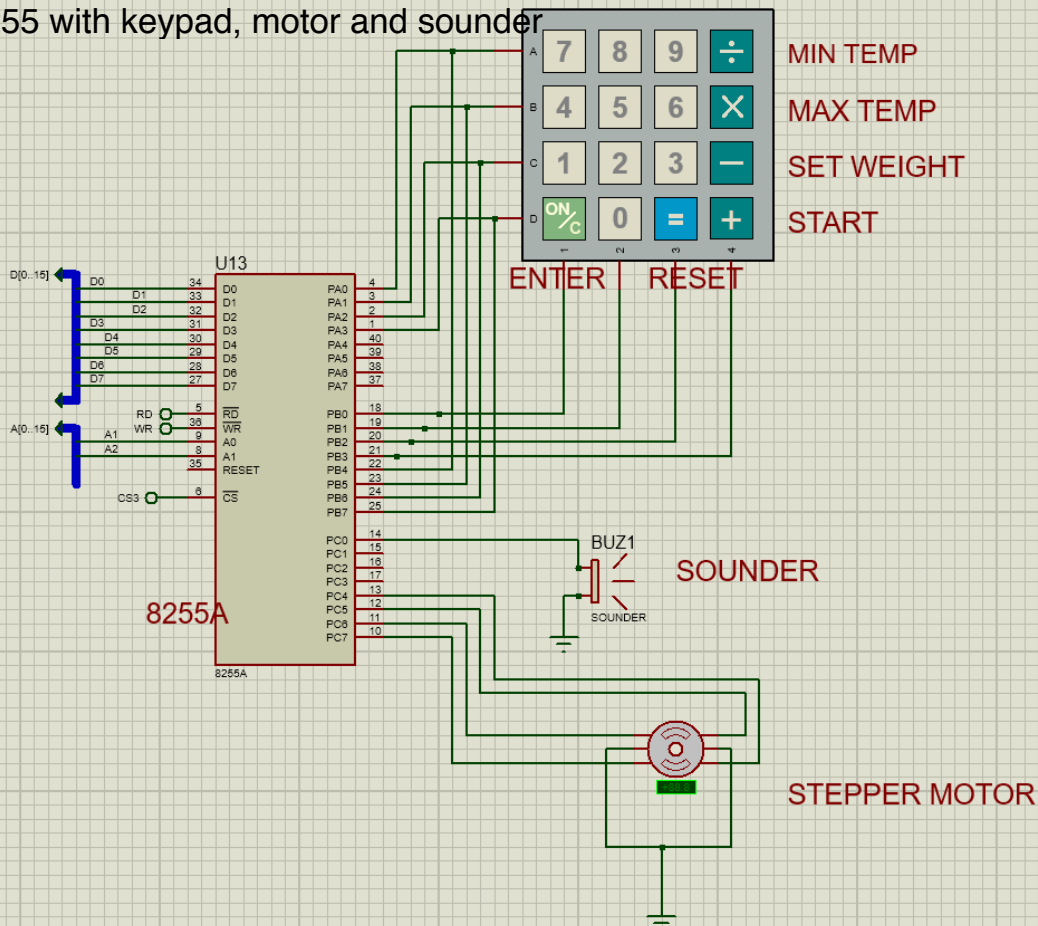 55 with keypad, motor and sounder
A 7 8 9 ÷ MIN TEMP
B 4 5 6 × MAX TEMP
C 1 2 3 − SET WEIGHT
D ON/C 0 = + START
1 2 3 4
ENTER RESET
U13
D[0..15]
D0 34 D0 PA0 4
D1 33 D1 PA1 3
D2 32 D2 PA2 2
D3 31 D3 PA3 1
D4 30 D4 PA4 40
D5 29 D5 PA5 39
D6 28 D6 PA6 38
D7 27 D7 PA7 37
RD 5 RD PB0 18
A[0..15] WR 36 WR PB1 19
A1 9 A0 PB2 20
A2 8 A1 PB3 21
35 RESET PB4 22
PB5 23
CS3 6 CS PB6 24
PB7 25
PC0 14
PC1 15
PC2 16
PC3 17
PC4 13
PC5 12
PC6 11
PC7 10
BUZ1
SOUNDER
SOUNDER
8255A
8255A
STEPPER MOTOR